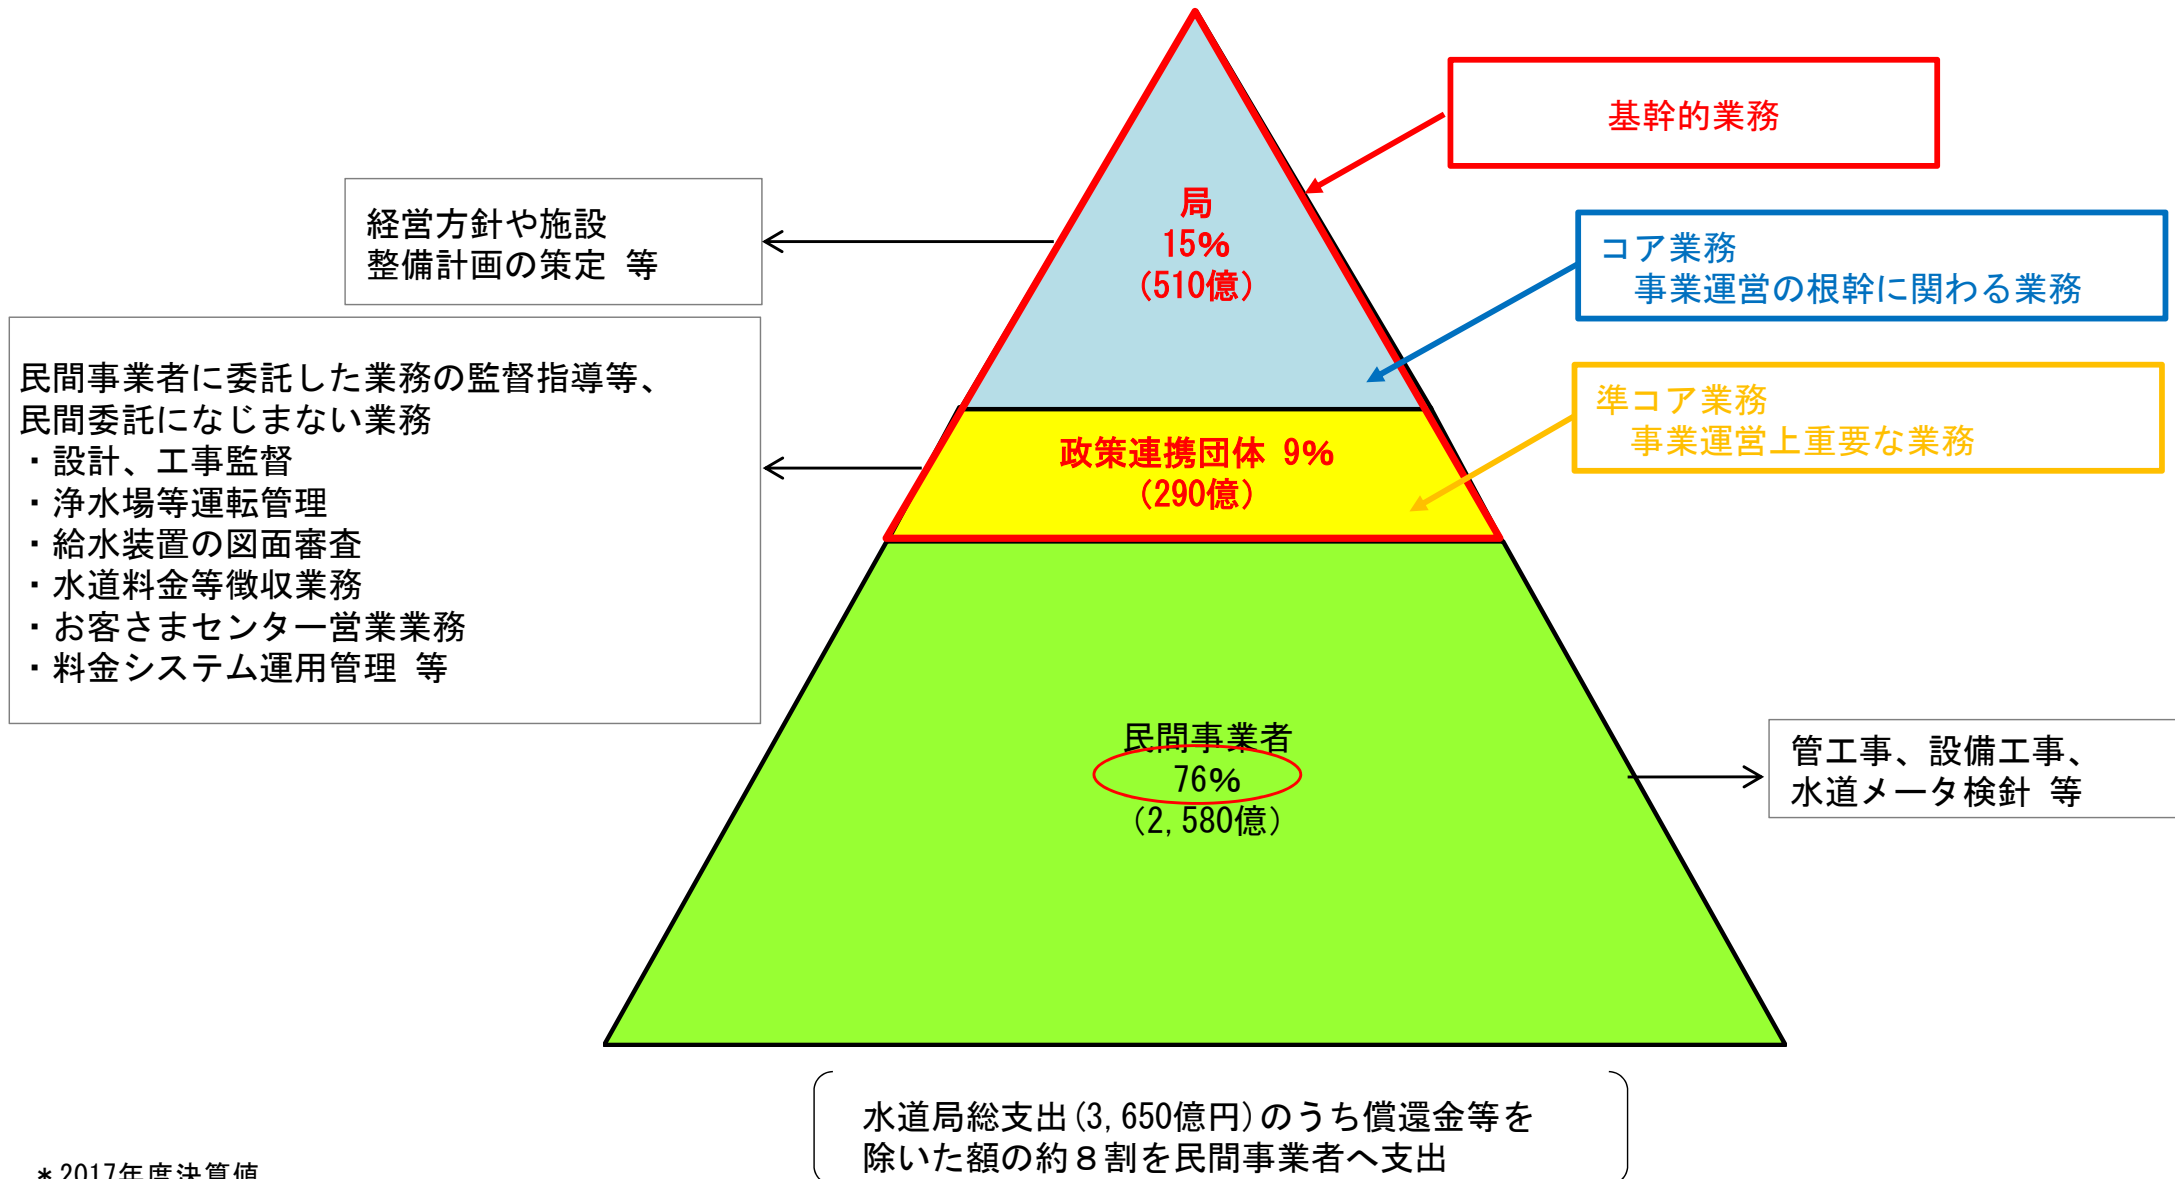 基幹的業務
局
15%
(510億)
経営方針や施設
整備計画の策定 等
コア業務
事業運営の根幹に関わる業務
民間事業者に委託した業務の監督指導等、
民間委託になじまない業務
・設計、工事監督
・浄水場等運転管理
・給水装置の図面審査
・水道料金等徴収業務
・お客さまセンター営業業務
・料金システム運用管理 等
準コア業務
事業運営上重要な業務
政策連携団体 9%
(290億)
民間事業者
76%
(2,580億)
管工事、設備工事、
水道メータ検針 等
水道局総支出(3,650億円)のうち償還金等を
除いた額の約８割を民間事業者へ支出
＊2017年度決算値